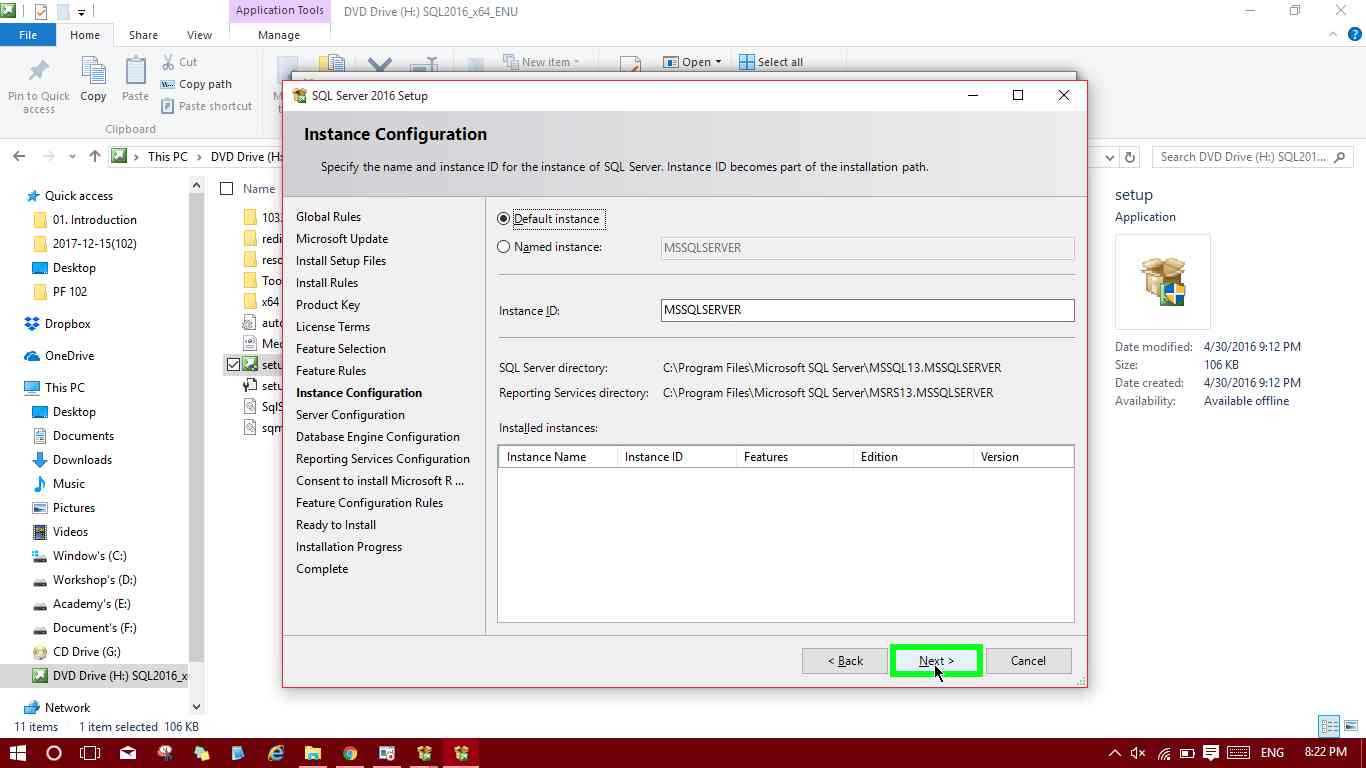 Application Tools
DVD Drive (H:) SQL2016_x64_ENU
File
Home
Share
View
Manage
Pin to Quick access
Copy
Paste
Cut
Copy path
Paste shortcut
Clipboard
New item
Open
Select all
This PC
DVD Drive (H:
Search DVD Drive (H:) SQL201...
Quick access
01. Introduction
2017-12-15(102)
Desktop
PF 102
Dropbox
OneDrive
This PC
Desktop
Documents
Downloads
Music
Pictures
Videos
Window's (C:)
Workshop's (D:)
Academy's (E:)
Document's (F:)
CD Drive (G:)
DVD Drive (H:) SQL2016_x
Network
11 items
1 item selected 106 KB
Name
103
redi
reso
Too
x64
auto
Med
setu
setu
SqlS
sqm
SQL Server 2016 Setup
Instance Configuration
Specify the name and instance ID for the instance of SQL Server. Instance ID becomes part of the installation path.
Global Rules
Microsoft Update
Install Setup Files
Install Rules
Product Key
License Terms
Feature Selection
Feature Rules
Instance Configuration
Server Configuration
Database Engine Configuration
Reporting Services Configuration
Consent to install Microsoft R ...
Feature Configuration Rules
Ready to Install
Installation Progress
Complete
Default instance
Named instance:
MSSQLSERVER
Instance ID:
MSSQLSERVER
SQL Server directory:
C:\Program Files\Microsoft SQL Server\MSSQL13.MSSQLSERVER
Reporting Services directory:
C:\Program Files\Microsoft SQL Server\MSRS13.MSSQLSERVER
Installed instances:
Instance Name
Instance ID
Features
Edition
Version
< Back
Next >
Cancel
setup
Application
Date modified: 4/30/2016 9:12 PM
Size: 106 KB
Date created: 4/30/2016 9:12 PM
Availability: Available offline
ENG
8:22 PM